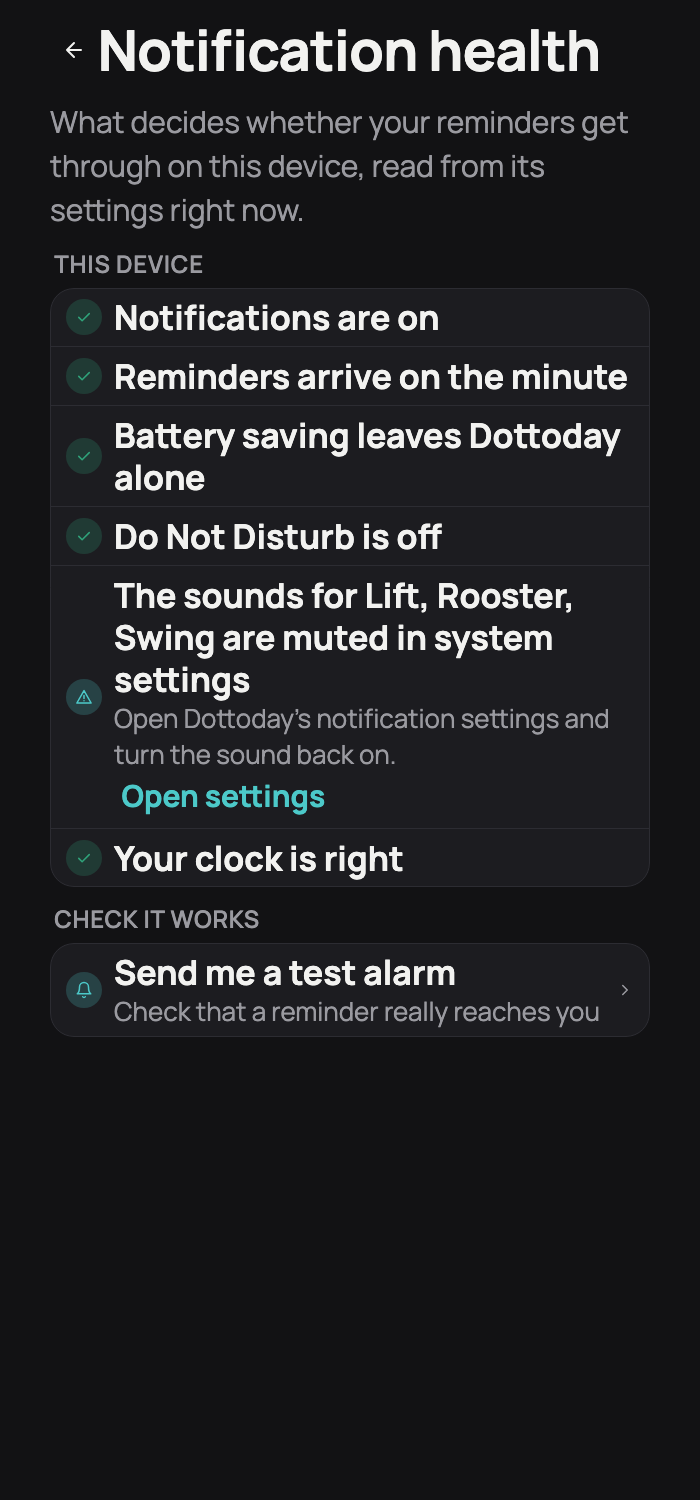 Notification health
What decides whether your reminders get
through on this device, read from its
settings right now.
THIS DEVICE
Notifications are on
Reminders arrive on the minute
Battery saving leaves Dottoday
alone
Do Not Disturb is off
The sounds for Lift, Rooster,
Swing are muted in system
settings
Open Dottoday’s notification settings and
turn the sound back on.
Open settings
Your clock is right
CHECK IT WORKS
Send me a test alarm
Check that a reminder really reaches you